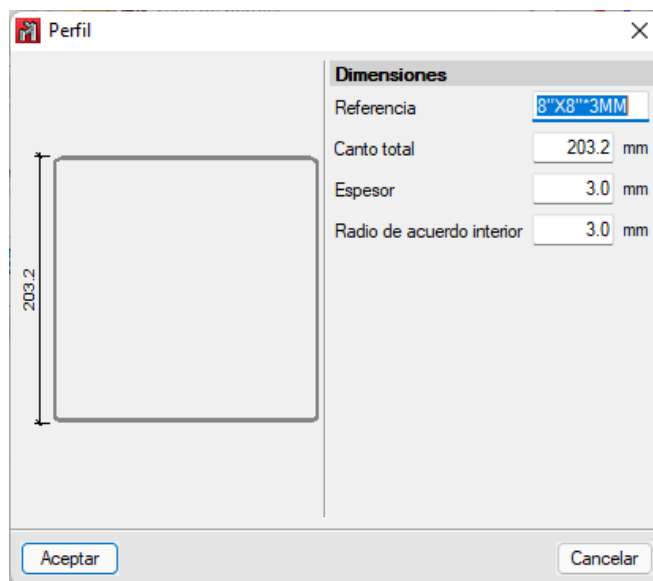 Perfil
Dimensiones
Referencia 8"X8"*3MM
Canto total 203.2 mm
Espesor 3.0 mm
Radio de acuerdo interior 3.0 mm
203.2
Aceptar Cancelar